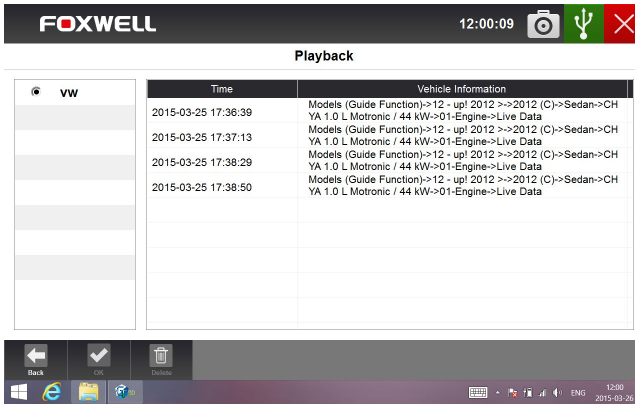 FOXWELL
12:00:09
Playback
VW
Time
Vehicle Information
2015-03-25 17:36:39
Models (Guide Function)->12 - up! 2012 >->2012 (C)->Sedan->CH
YA 1.0 L Motronic / 44 kW->01-Engine->Live Data
2015-03-25 17:37:13
Models (Guide Function)->12 - up! 2012 >->2012 (C)->Sedan->CH
YA 1.0 L Motronic / 44 kW->01-Engine->Live Data
2015-03-25 17:38:29
Models (Guide Function)->12 - up! 2012 >->2012 (C)->Sedan->CH
YA 1.0 L Motronic / 44 kW->01-Engine->Live Data
2015-03-25 17:38:50
Models (Guide Function)->12 - up! 2012 >->2012 (C)->Sedan->CH
YA 1.0 L Motronic / 44 kW->01-Engine->Live Data
Back
OK
Delete
ENG
12:00
2015-03-26